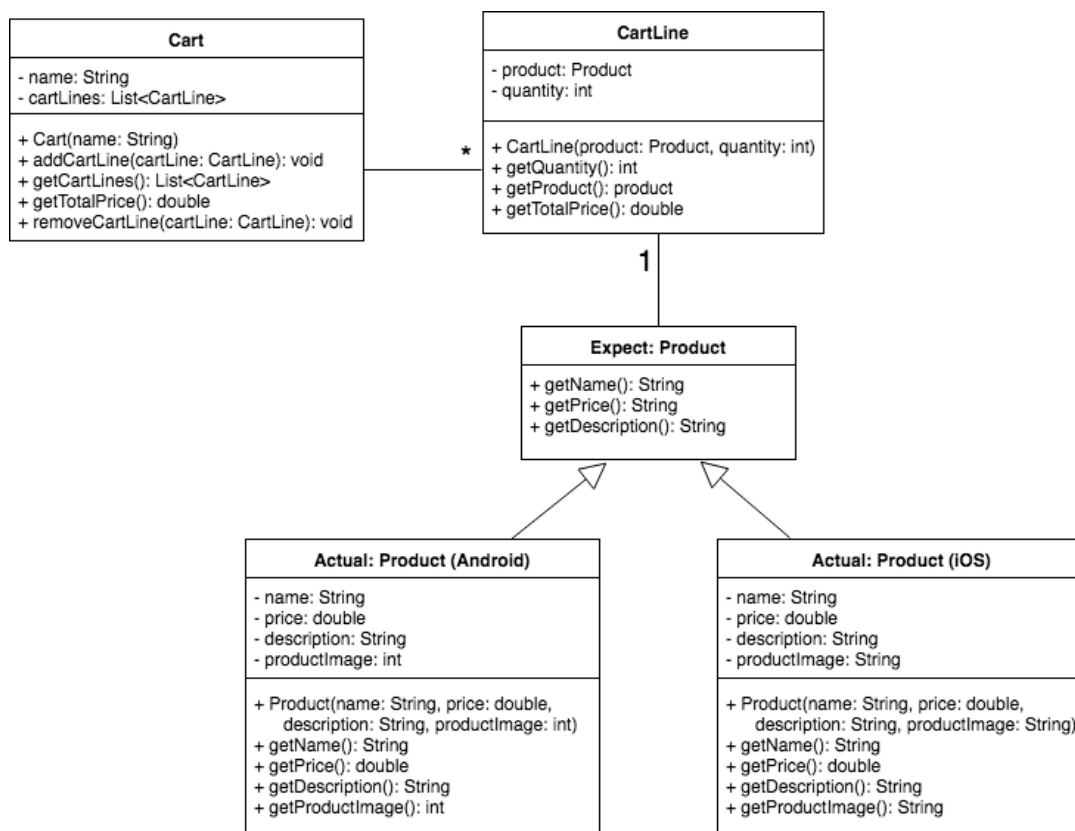 Cart
- name: String
- cartLines: List<CartLine>
+ Cart(name: String)
+ addCartLine(cartLine: CartLine): void
+ getCartLines(): List<CartLine>
+ getTotalPrice(): double
+ removeCartLine(cartLine: CartLine): void
*
CartLine
- product: Product
- quantity: int
+ CartLine(product: Product, quantity: int)
+ getQuantity(): int
+ getProduct(): product
+ getTotalPrice(): double
1
Expect: Product
+ getName(): String
+ getPrice(): String
+ getDescription(): String
Actual: Product (Android)
- name: String
- price: double
- description: String
- productImage: int
+ Product(name: String, price: double,
description: String, productImage: int)
+ getName(): String
+ getPrice(): double
+ getDescription(): String
+ getProductImage(): int
Actual: Product (iOS)
- name: String
- price: double
- description: String
- productImage: String
+ Product(name: String, price: double,
description: String, productImage: String)
+ getName(): String
+ getPrice(): double
+ getDescription(): String
+ getProductImage(): String